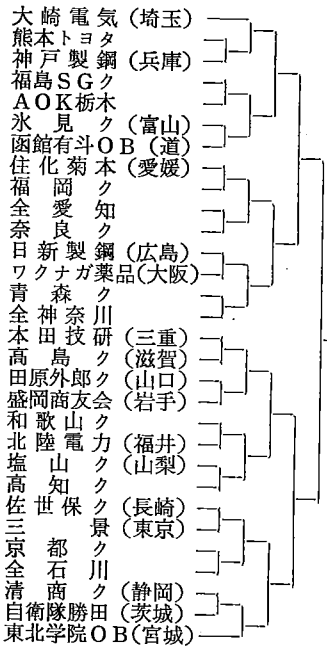 大崎電気(埼玉)
熊本トヨタ
神戸製鋼(兵庫)
福島SGク
AOK栃木
氷見ク(富山)
函館有斗OB(道)
住化菊本(愛媛)
福岡ク
全愛知
奈良ク
日新製鋼(広島)
ワクナガ薬品(大阪)
青森ク
全神奈川
本田技研(三重)
高島ク(滋賀)
田原外郎ク(山口)
盛岡商友会(岩手)
和歌山ク
北陸電力(福井)
塩山ク(山梨)
高知ク
佐世保ク(長崎)
三景(東京)
京都ク
全石川
清商ク(静岡)
自衛隊勝田(茨城)
東北学院OB(宮城)